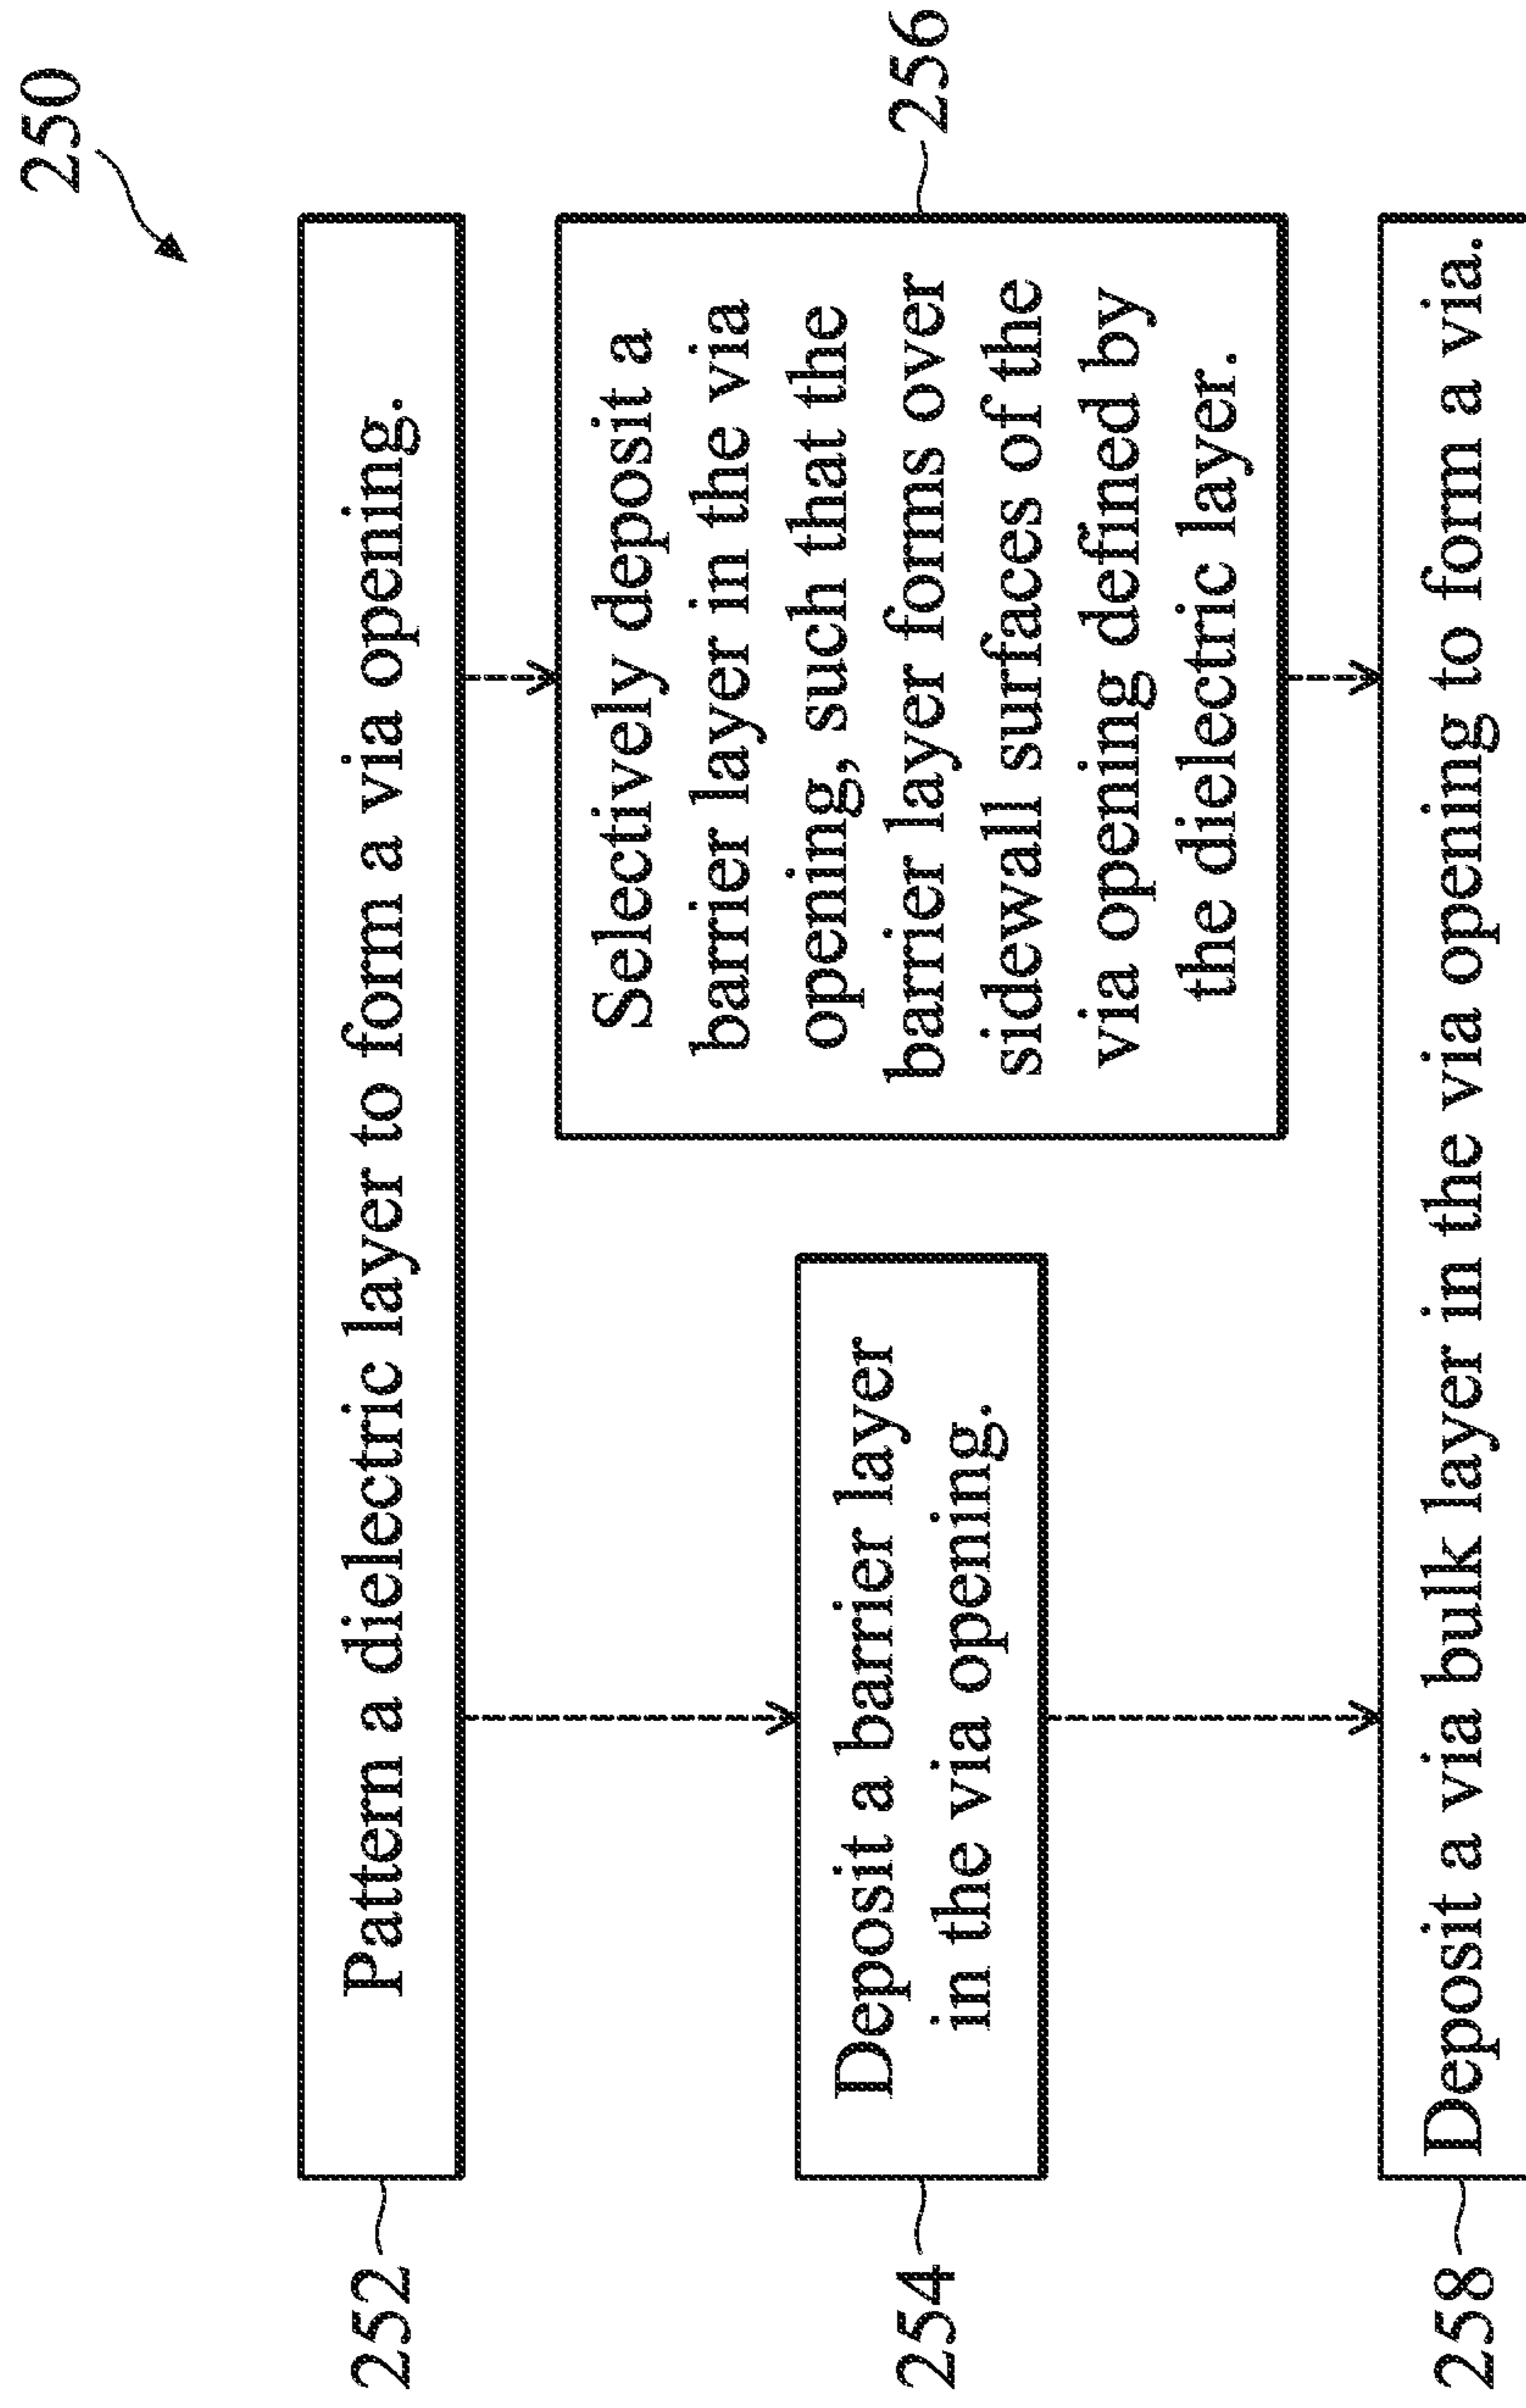 250
252
Pattern a dielectric layer to form a via opening.
254
Deposit a barrier layer
in the via opening.
Selectively deposit a
barrier layer in the via
opening, such that the
barrier layer forms over
sidewall surfaces of the
via opening defined by
the dielectric layer.
256
258
Deposit a via bulk layer in the via opening to form a via.